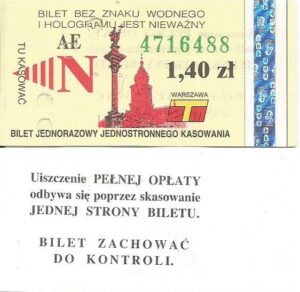 BILET BEZ ZNAKU WODNEGO
I HOLOGRAMU JEST NIEWAŻNY
TU KASOWAĆ
AE 4716488
N
1,40 zł
WARSZAWA
ZTM
BILET JEDNORAZOWY JEDNOSTRONNEGO KASOWANIA
Uiszczenie PEŁNEJ OPŁATY
odbywa się poprzez skasowanie
JEDNEJ STRONY BILETU.
BILET ZACHOWAĆ
DO KONTROLI.